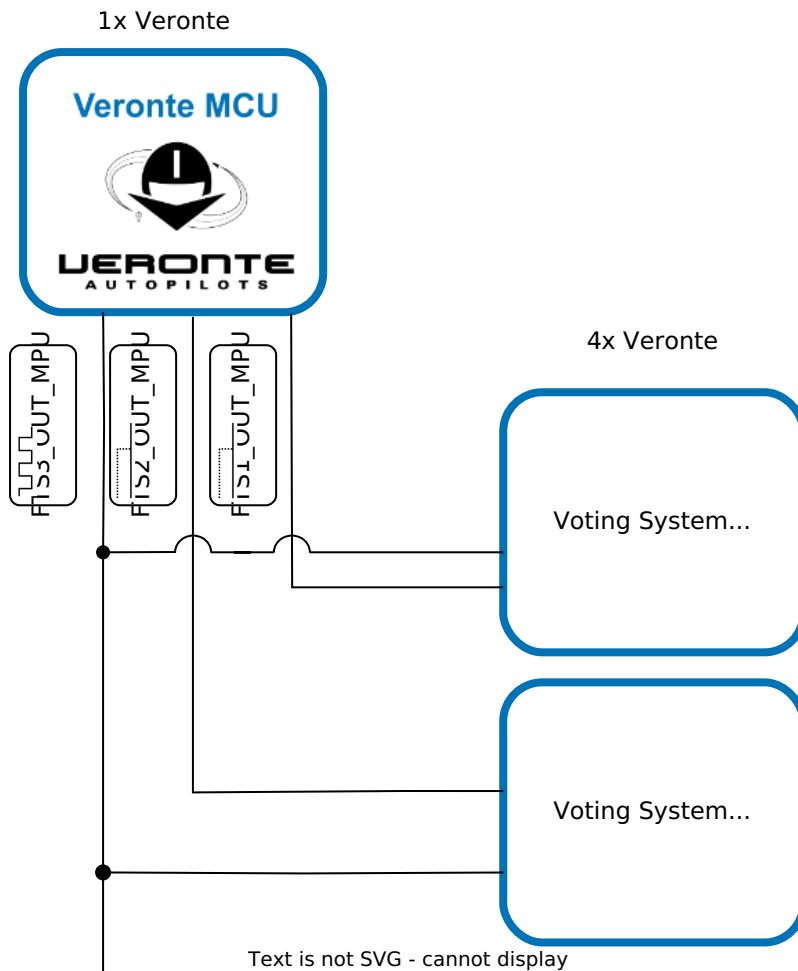 1x Veronte
Veronte MCU
VERONTE
AUTOPILOTS
FTS3_OUT_MPU
FTS2_OUT_MPU
FTS1_OUT_MPU
4x Veronte
Voting System...
Voting System...
Text is not SVG - cannot display